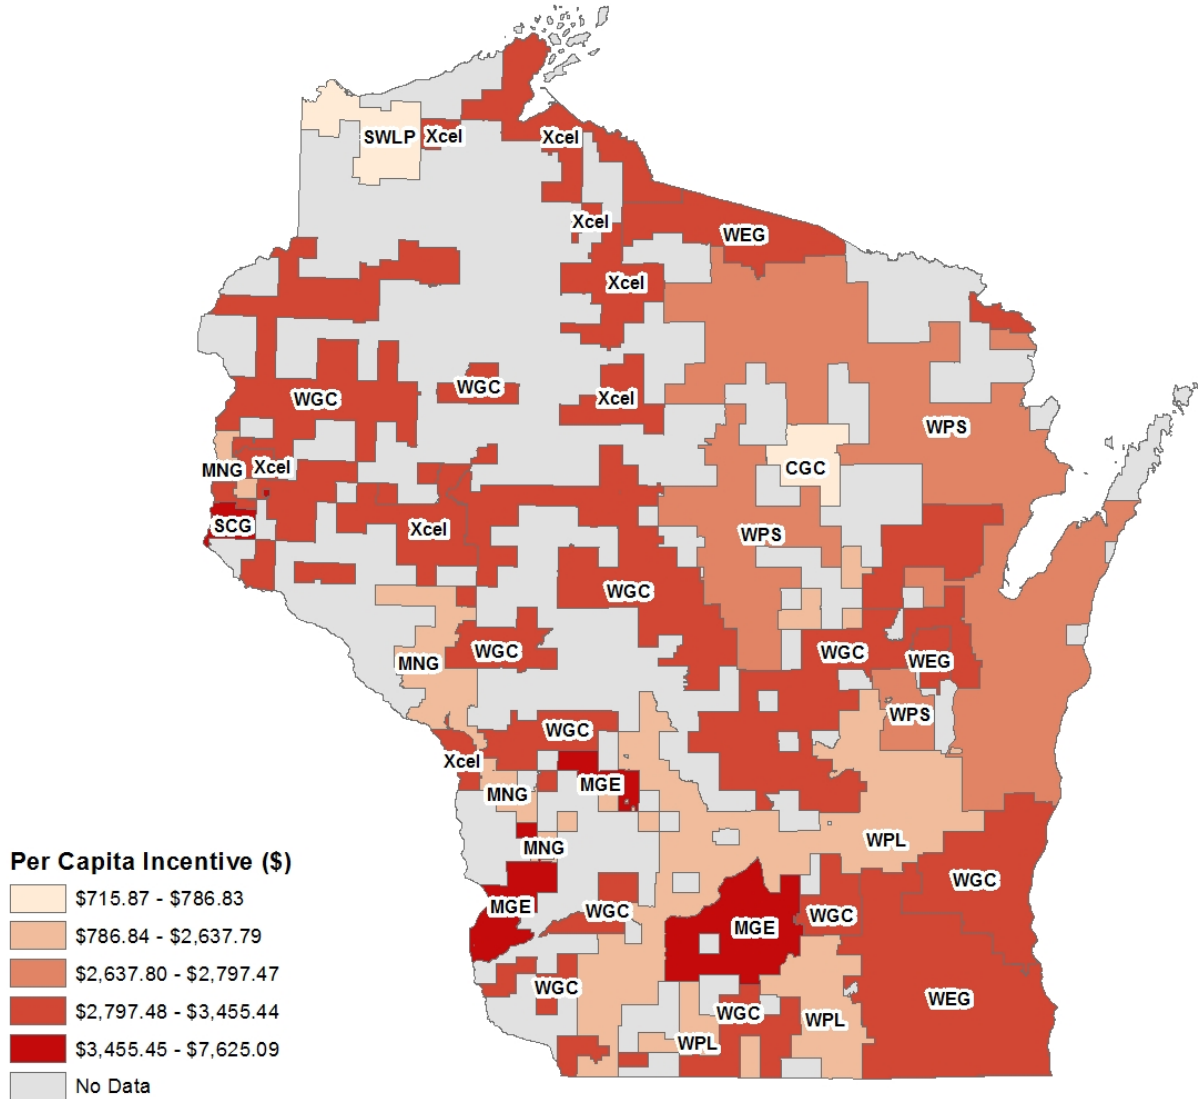 SWLP
Xcel
Xcel
Xcel
WEG
Xcel
WGC
WGC
Xcel
WPS
MNG
Xcel
CGC
SCG
Xcel
WPS
WGC
WGC
MNG
WGC
WEG
WPS
WGC
Xcel
MGE
MNG
MNG
WPL
WGC
MGE
WGC
WGC
MGE
WGC
WEG
WGC
WPL
WPL
Per Capita Incentive ($)
$715.87 - $786.83
$786.84 - $2,637.79
$2,637.80 - $2,797.47
$2,797.48 - $3,455.44
$3,455.45 - $7,625.09
No Data